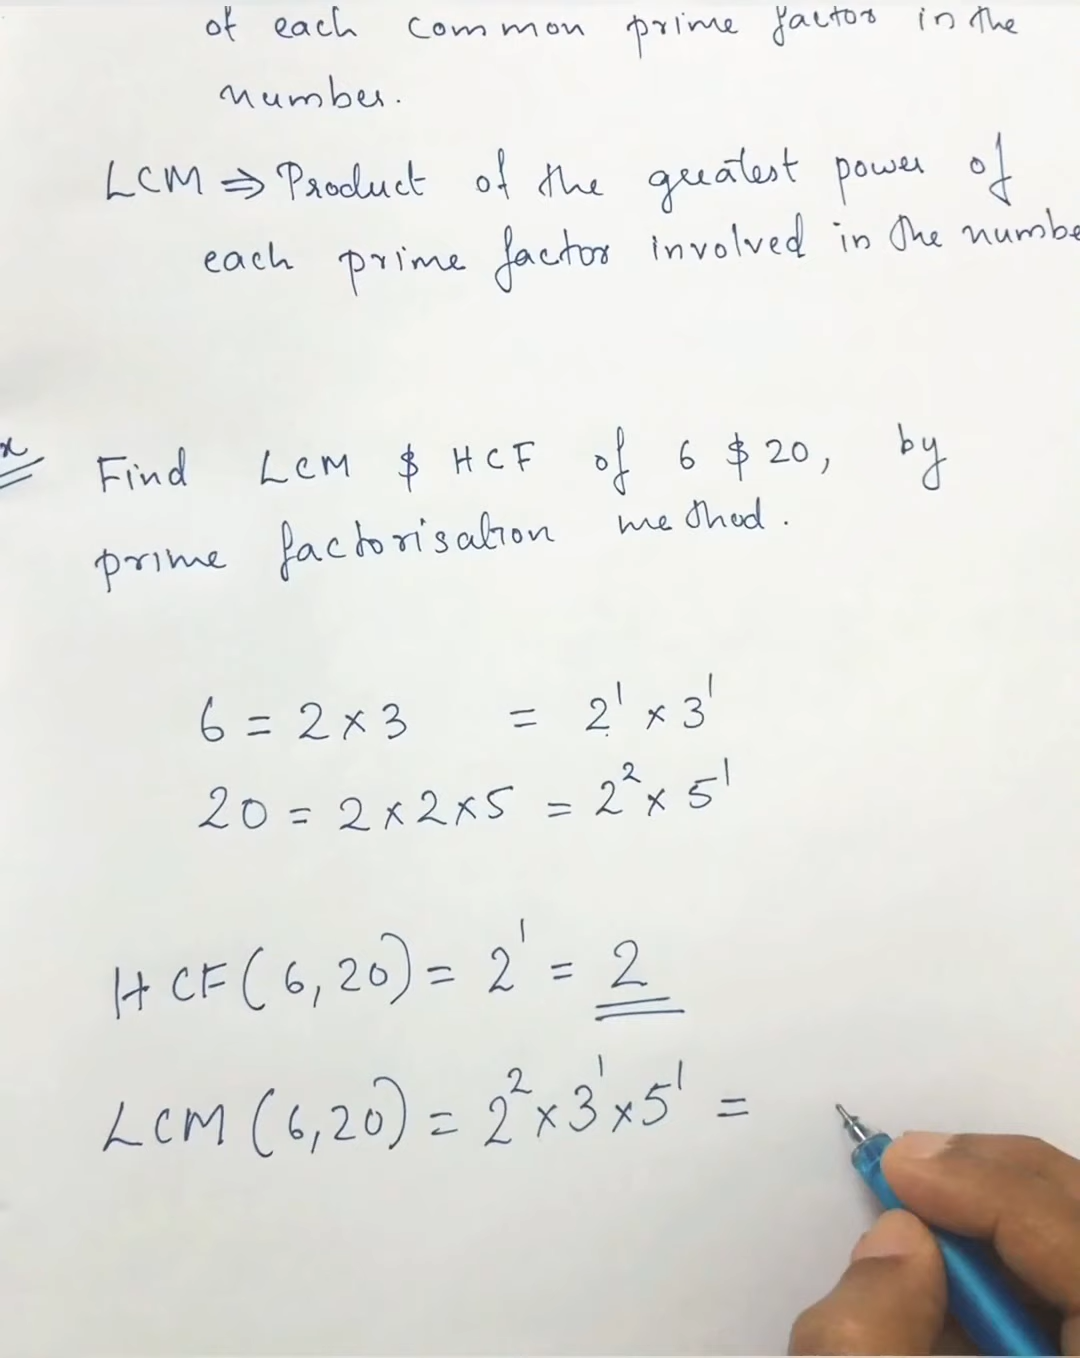 of each common prime factor in the
number.
LCM ⇒ Product of the greatest power of
each prime factor involved in the numbe
x
Find LCM $ HCF of 6 $ 20, by
prime factorisation method.
6 = 2 × 3 = 2¹ × 3¹
20 = 2 × 2 × 5 = 2² × 5¹
HCF (6,20) = 2¹ = 2
LCM (6,20) = 2² × 3¹ × 5¹ =